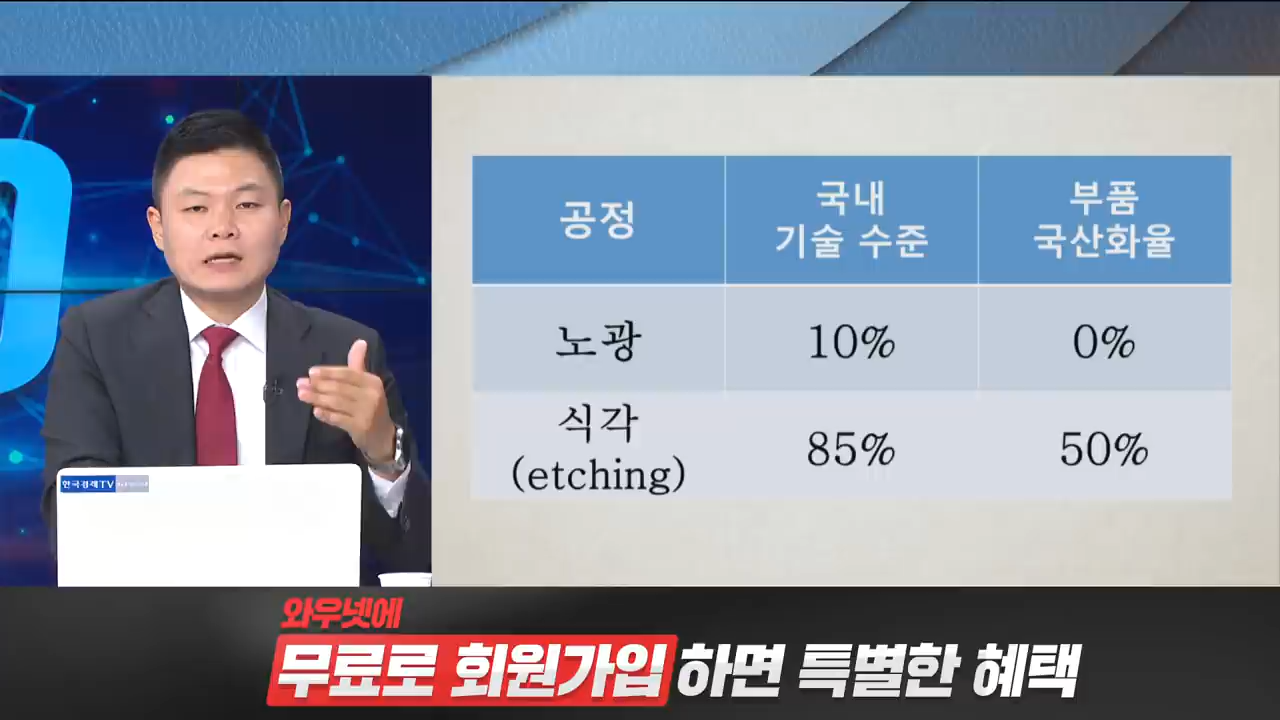 공정
국내
기술 수준
부품
국산화율
노광
10%
0%
식각
(etching)
85%
50%
한국경제TV
와우넷에
무료로 회원가입 하면 특별한 혜택